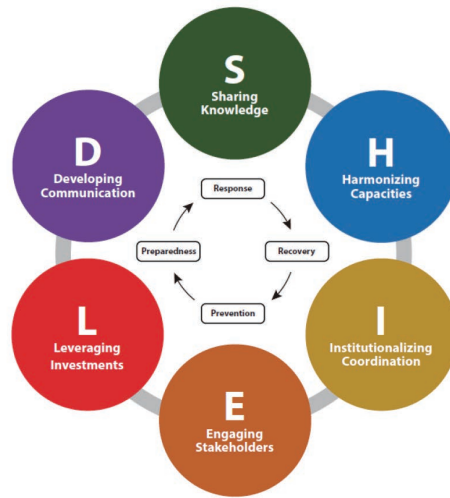 S
Sharing
Knowledge
H
Harmonizing
Capacities
I
Institutionalizing
Coordination
E
Engaging
Stakeholders
L
Leveraging
Investments
D
Developing
Communication
Response
Recovery
Prevention
Preparedness